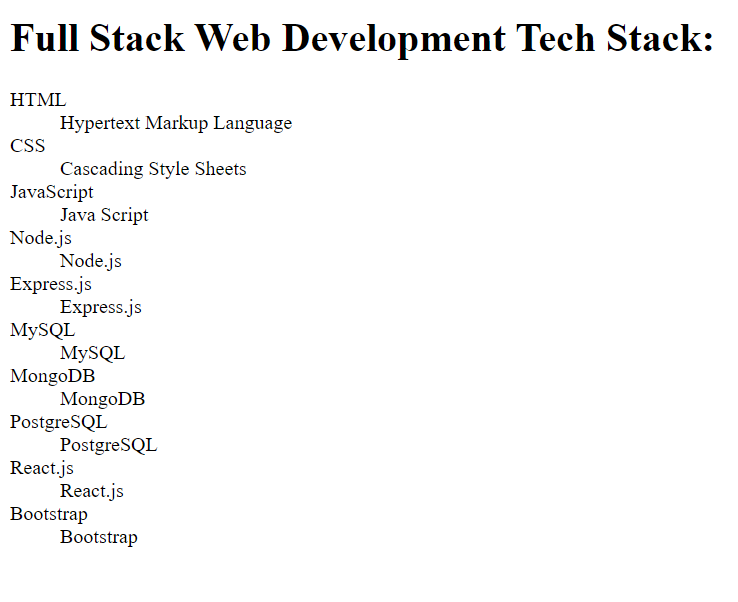 Full Stack Web Development Tech Stack:
HTML
Hypertext Markup Language
CSS
Cascading Style Sheets
JavaScript
Java Script
Node.js
Node.js
Express.js
Express.js
MySQL
MySQL
MongoDB
MongoDB
PostgreSQL
PostgreSQL
React.js
React.js
Bootstrap
Bootstrap